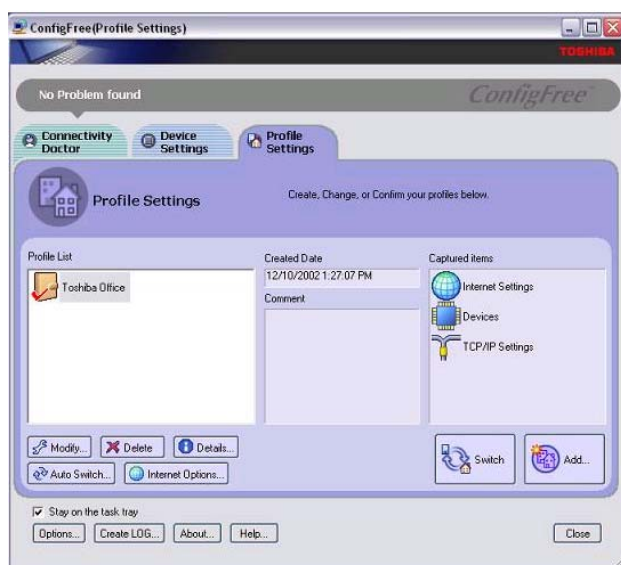 ConfigFree(Profile Settings)
TOSHIBA
No Problem found
ConfigFree™
Connectivity Doctor
Device Settings
Profile Settings
Profile Settings
Create, Change, or Confirm your profiles below.
Profile List
Toshiba Office
Created Date
12/10/2002 1:27:07 PM
Comment
Captured items
Internet Settings
Devices
TCP/IP Settings
Modify...
Delete
Details...
Auto Switch...
Internet Options...
Switch
Add...
Stay on the task tray
Options...
Create LOG...
About...
Help...
Close